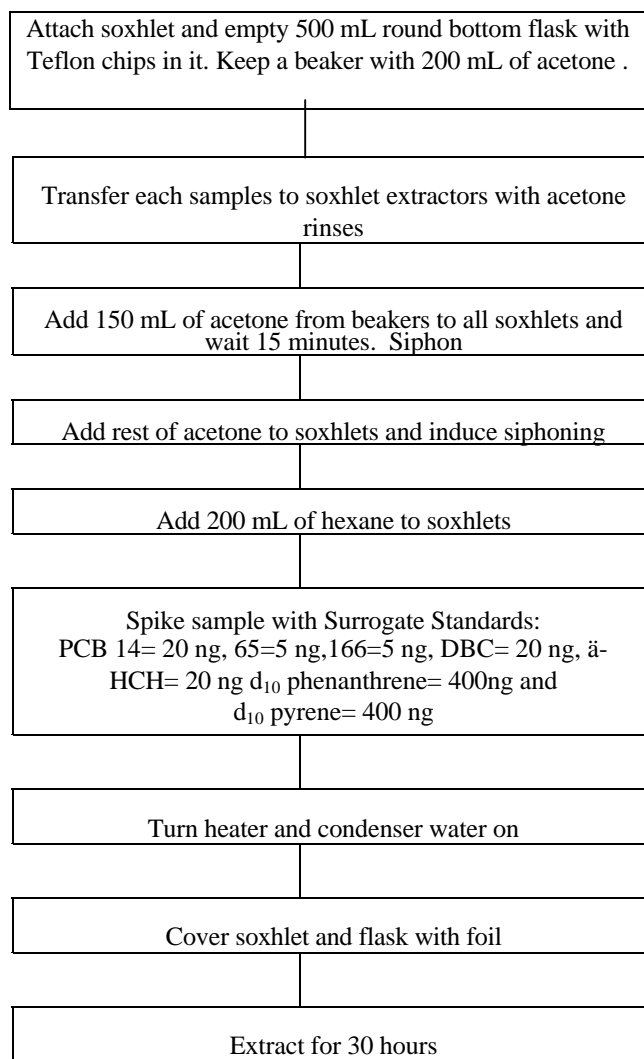 Attach soxhlet and empty 500 mL round bottom flask with
Teflon chips in it. Keep a beaker with 200 mL of acetone .
Transfer each samples to soxhlet extractors with acetone
rinses
Add 150 mL of acetone from beakers to all soxhlets and
wait 15 minutes. Siphon
Add rest of acetone to soxhlets and induce siphoning
Add 200 mL of hexane to soxhlets
Spike sample with Surrogate Standards:
PCB 14= 20 ng, 65=5 ng,166=5 ng, DBC= 20 ng, ä-
HCH= 20 ng d₁₀ phenanthrene= 400ng and
d₁₀ pyrene= 400 ng
Turn heater and condenser water on
Cover soxhlet and flask with foil
Extract for 30 hours